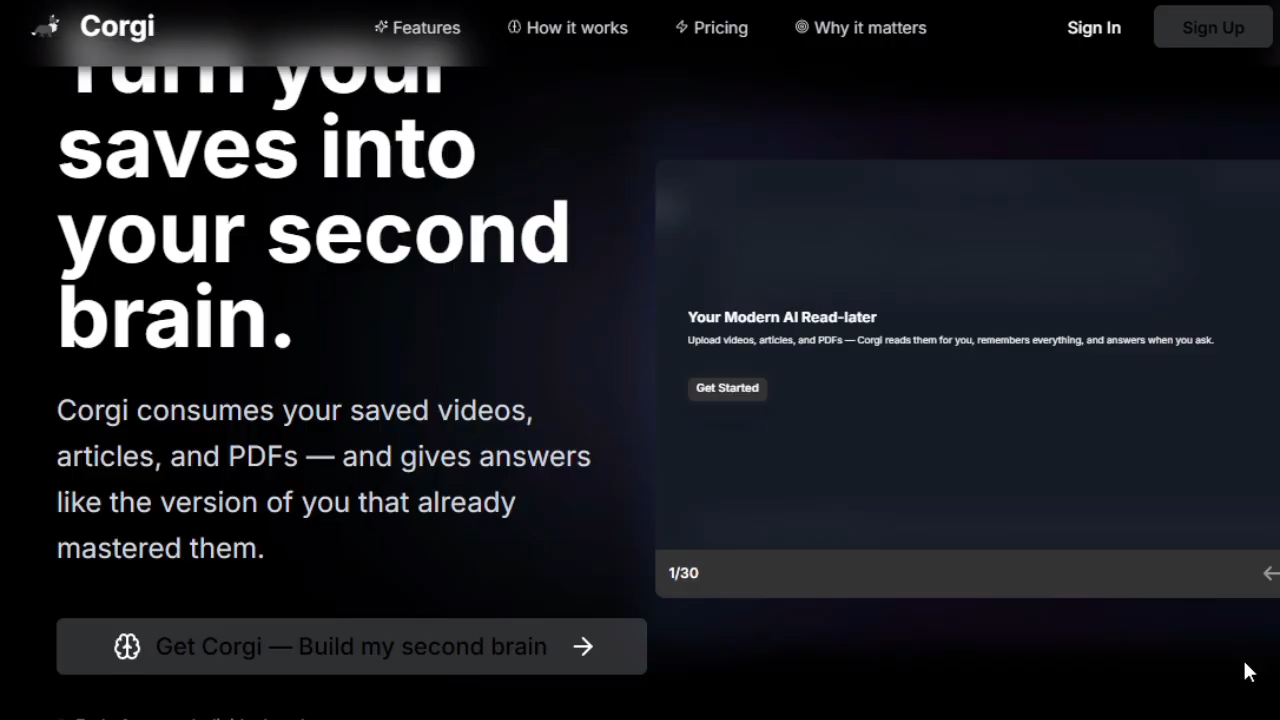 Corgi
Features
How it works
Pricing
Why it matters
Sign In
Sign Up
Turn your
saves into
your second
brain.
Corgi consumes your saved videos,
articles, and PDFs — and gives answers
like the version of you that already
mastered them.
Get Corgi — Build my second brain
Your Modern AI Read-later
Upload videos, articles, and PDFs — Corgi reads them for you, remembers everything, and answers when you ask.
Get Started
1/30